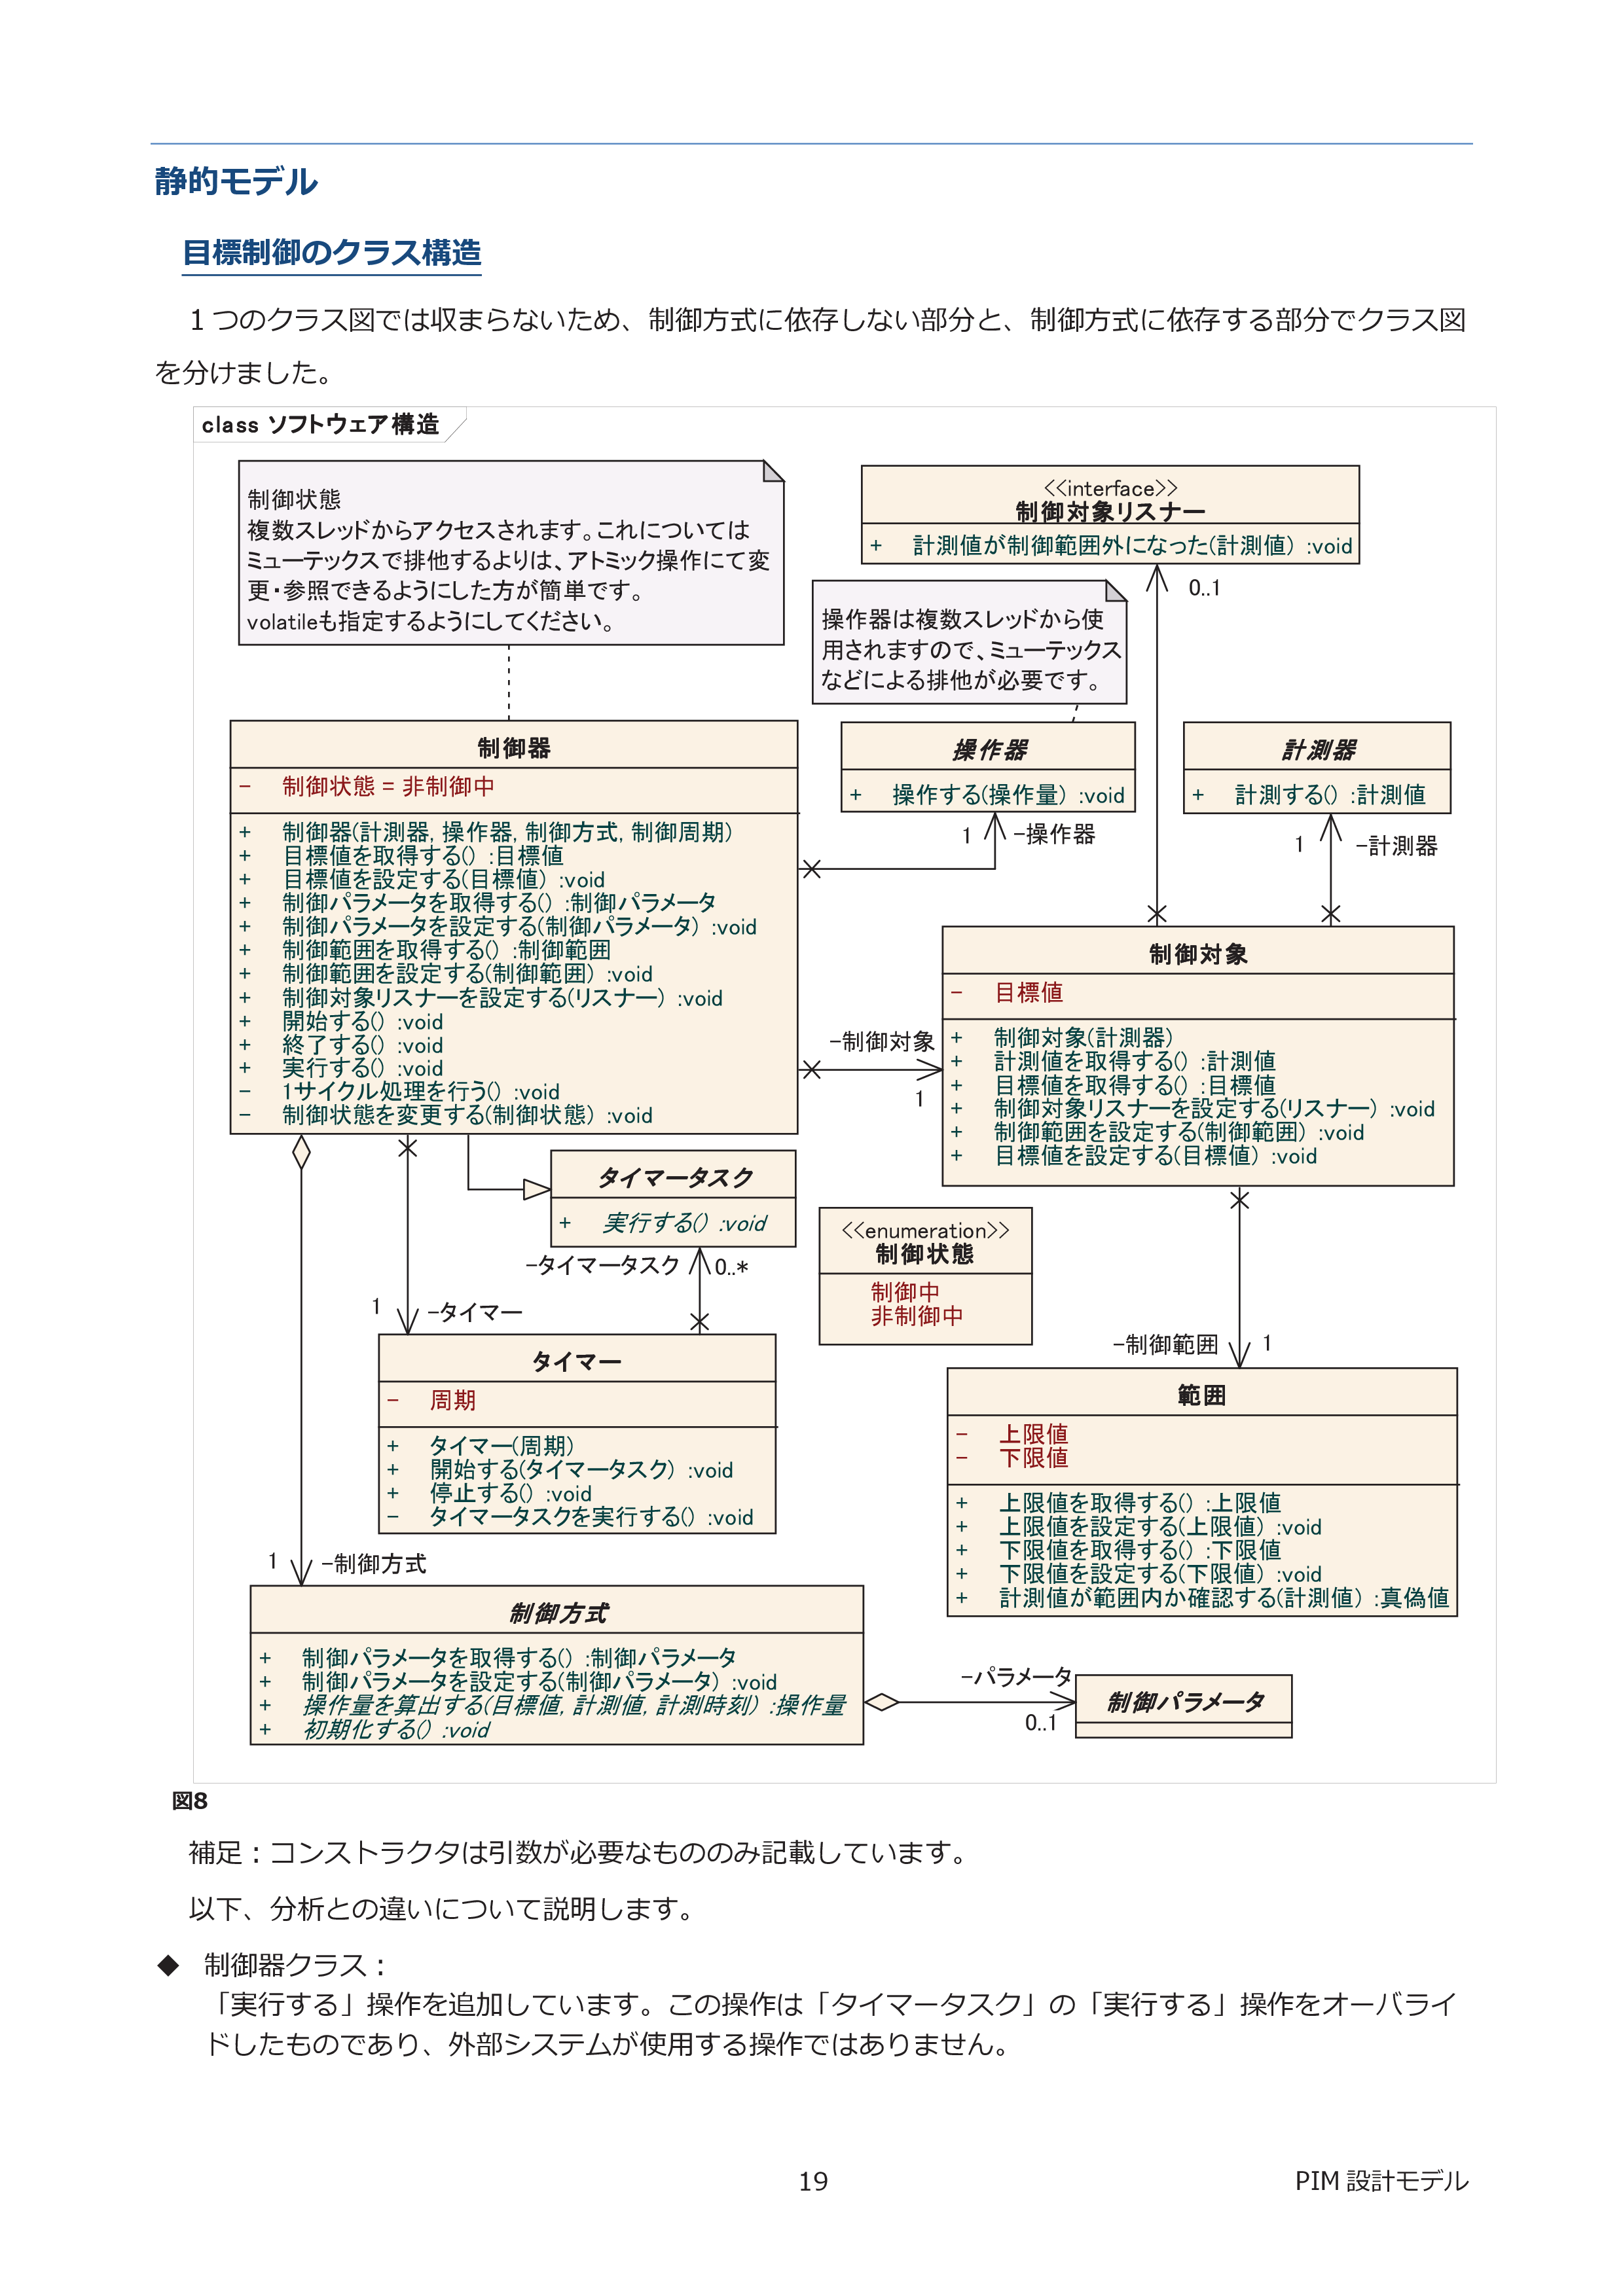 静的モデル
目標制御のクラス構造
１つのクラス図では収まらないため、制御方式に依存しない部分と、制御方式に依存する部分でクラス図
を分けました。
class ソフトウェア構造
制御状態
複数スレッドからアクセスされます。これについては
ミューテックスで排他するよりは、アトミック操作にて変
更・参照できるようにした方が簡単です。
volatileも指定するようにしてください。
<<interface>>
制御対象リスナー
+ 計測値が制御範囲外になった(計測値) :void
0..1
操作器は複数スレッドから使
用されますので、ミューテックス
などによる排他が必要です。
制御器
- 制御状態 = 非制御中
+ 制御器(計測器, 操作器, 制御方式, 制御周期)
+ 目標値を取得する() :目標値
+ 目標値を設定する(目標値) :void
+ 制御パラメータを取得する() :制御パラメータ
+ 制御パラメータを設定する(制御パラメータ) :void
+ 制御範囲を取得する() :制御範囲
+ 制御範囲を設定する(制御範囲) :void
+ 制御対象リスナーを設定する(リスナー) :void
+ 開始する() :void
+ 終了する() :void
+ 実行する() :void
- 1サイクル処理を行う() :void
- 制御状態を変更する(制御状態) :void
操作器
+ 操作する(操作量) :void
1 -操作器
計測器
+ 計測する() :計測値
1 -計測器
制御対象
- 目標値
+ 制御対象(計測器)
+ 計測値を取得する() :計測値
+ 目標値を取得する() :目標値
+ 制御対象リスナーを設定する(リスナー) :void
+ 制御範囲を設定する(制御範囲) :void
+ 目標値を設定する(目標値) :void
-制御対象
1
タイマータスク
+ 実行する() :void
-タイマータスク 0..*
<<enumeration>>
制御状態
制御中
非制御中
1 -タイマー
タイマー
- 周期
+ タイマー(周期)
+ 開始する(タイマータスク) :void
+ 停止する() :void
- タイマータスクを実行する() :void
-制御範囲 1
範囲
- 上限値
- 下限値
+ 上限値を取得する() :上限値
+ 上限値を設定する(上限値) :void
+ 下限値を取得する() :下限値
+ 下限値を設定する(下限値) :void
+ 計測値が範囲内か確認する(計測値) :真偽値
1 -制御方式
制御方式
+ 制御パラメータを取得する() :制御パラメータ
+ 制御パラメータを設定する(制御パラメータ) :void
+ 操作量を算出する(目標値, 計測値, 計測時刻) :操作量
+ 初期化する() :void
-パラメータ
0..1
制御パラメータ
図8
補足：コンストラクタは引数が必要なもののみ記載しています。
以下、分析との違いについて説明します。
◆ 制御器クラス：
「実行する」操作を追加しています。この操作は「タイマータスク」の「実行する」操作をオーバライ
ドしたものであり、外部システムが使用する操作ではありません。
19
PIM 設計モデル